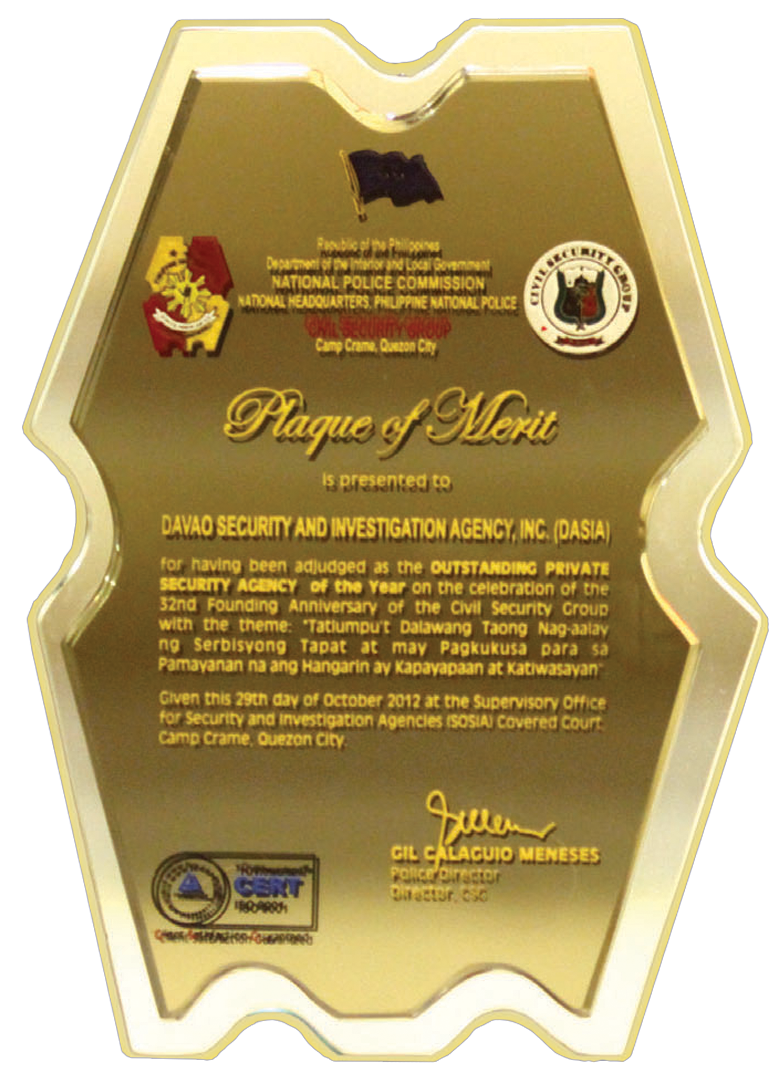 Republic of the Philippines
Department of the Interior and Local Government
NATIONAL POLICE COMMISSION
NATIONAL HEADQUARTERS, PHILIPPINE NATIONAL POLICE
CIVIL SECURITY GROUP
Camp Crame, Quezon City
CIVIL SECURITY GROUP
Plaque of Merit
is presented to
DAVAO SECURITY AND INVESTIGATION AGENCY, INC. (DASIA)
for having been adjudged as the OUTSTANDING PRIVATE
SECURITY AGENCY of the Year on the celebration of the
32nd Founding Anniversary of the Civil Security Group
with the theme: "Tatlumpu't Dalawang Taong Nag-aalay
ng Serbisyong Tapat at may Pagkukusa para sa
Pamayanan na ang Hangarin ay Kapayapaan at Katiwasayan"
Given this 29th day of October 2012 at the Supervisory Office
for Security and Investigation Agencies (SOSIA) Covered Court,
Camp Crame, Quezon City.
GIL CALAGUIO MENESES
Police Director
Director, CSG
CERT
ISO 9001
Client Satisfaction Guaranteed